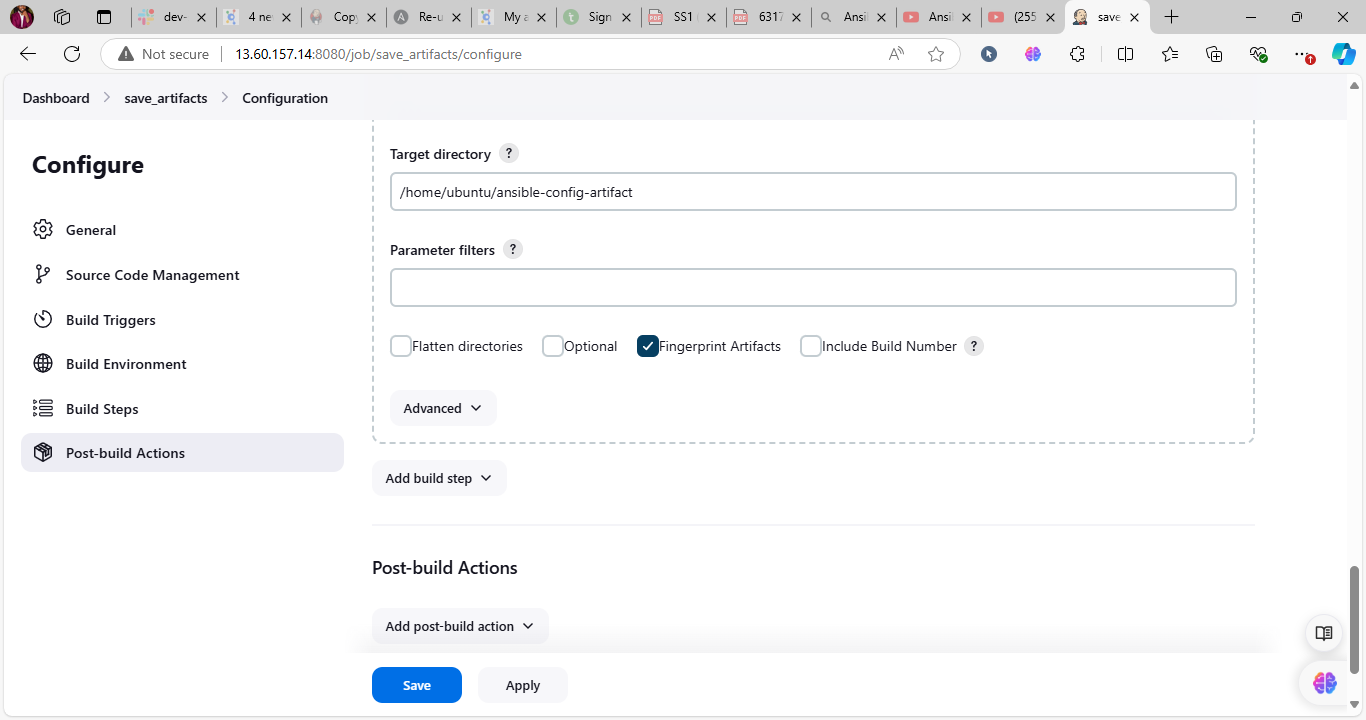 dev-
4 ne
Copy
Re-u
My a
Sign
SS1
6317
Ansi
Ansi
(255
save
Not secure
13.60.157.14:8080/job/save_artifacts/configure
Dashboard
save_artifacts
Configuration
Configure
General
Source Code Management
Build Triggers
Build Environment
Build Steps
Post-build Actions
Target directory ?
/home/ubuntu/ansible-config-artifact
Parameter filters ?
Flatten directories
Optional
Fingerprint Artifacts
Include Build Number ?
Advanced
Add build step
Post-build Actions
Add post-build action
Save
Apply